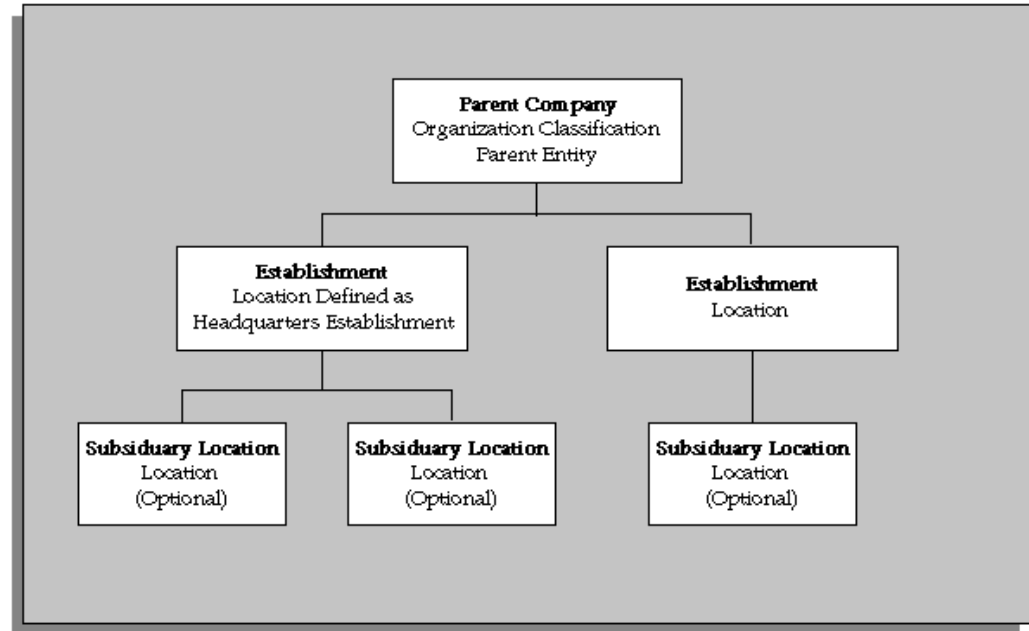 Parent Company
Organization Classification
Parent Entity
Establishment
Location Defined as
Headquarters Establishment
Establishment
Location
Subsiduary Location
Location
(Optional)
Subsiduary Location
Location
(Optional)
Subsiduary Location
Location
(Optional)